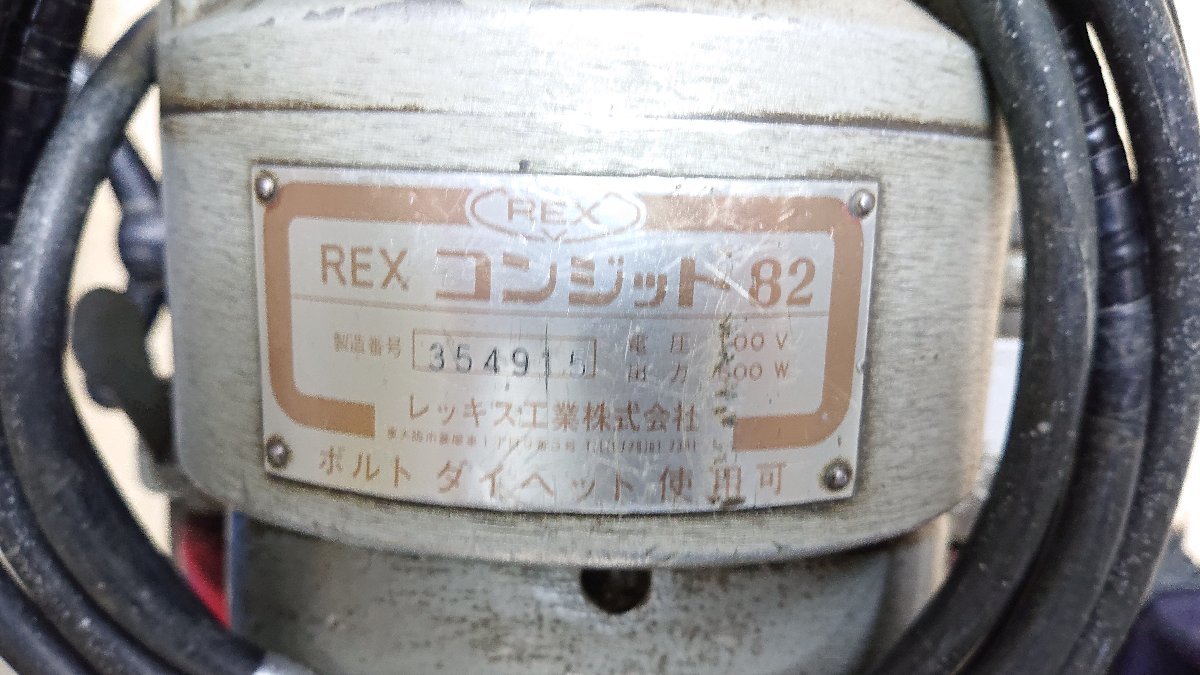 REX
REX コンジット 82
製造番号 354915 電圧 100V
出力 W
レッキス工業株式会社
ボルトダイヘット使用可